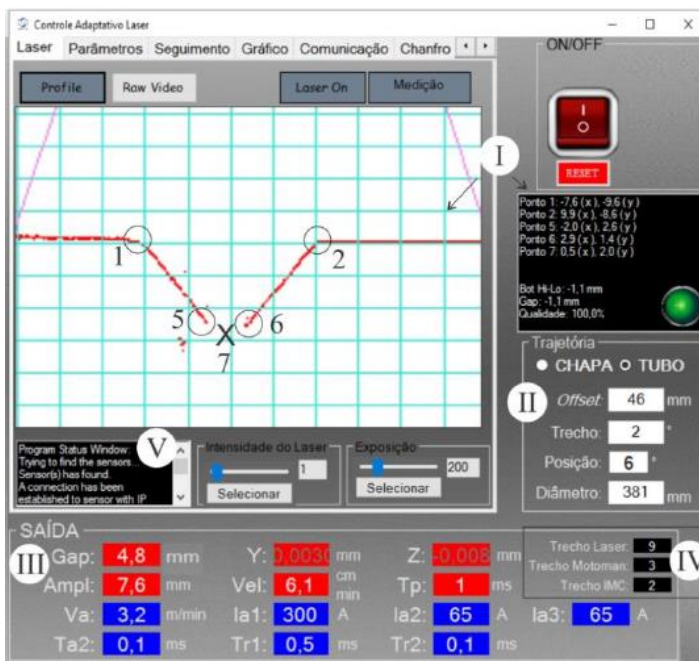 Controle Adaptativo Laser
Laser Parâmetros Seguimento Gráfico Comunicação Chanfro
ON/OFF
Profile Raw Video Laser On Medição
I
O
RESET
I
Ponto 1: -7,6 (x), -9,6 (y)
Ponto 2: 9,9 (x), -8,6 (y)
Ponto 5: -2,0 (x), 2,6 (y)
Ponto 6: 2,9 (x), 1,4 (y)
Ponto 7: 0,5 (x), 2,0 (y)
Bot Hi-Lo: -1,1 mm
Gap: -1,1 mm
Qualidade: 100,0%
1 2
5 6
X
7
Trajetória
CHAPA TUBO
II
Offset: 46 mm
Trecho: 2 °
Posição: 6 °
Diâmetro: 381 mm
Program Status Window:
Trying to find the sensors...
Sensor(s) has found.
A connection has been
established to sensor with IP
V
Intensidade do Laser
1
Selecionar
Exposição
200
Selecionar
SAÍDA
III
Gap: 4,8 mm Y: 0,0030 mm Z: -0,008 mm
Ampl: 7,6 mm Vel: 6,1 cm min Tp: 1 ms
Va: 3,2 m/min Ia1: 300 A Ia2: 65 A Ia3: 65 A
Ta2: 0,1 ms Tr1: 0,5 ms Tr2: 0,1 ms
IV
Trecho Laser: 9
Trecho Motoman: 3
Trecho IMC: 2